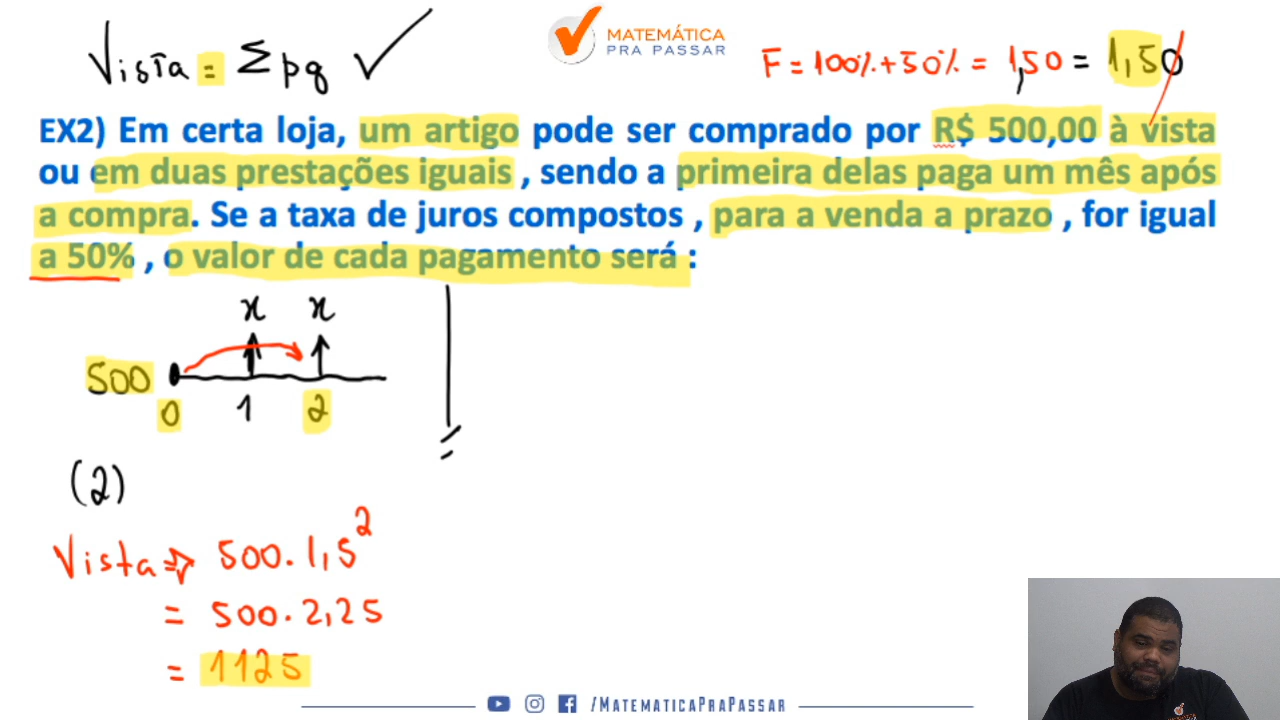 Vista = Σpg ✓
MATEMÁTICA
PRA PASSAR
F = 100% + 50% = 1,50 = 1,50
EX2) Em certa loja, um artigo pode ser comprado por R$ 500,00 à vista
ou em duas prestações iguais , sendo a primeira delas paga um mês após
a compra. Se a taxa de juros compostos , para a venda a prazo , for igual
a 50% , o valor de cada pagamento será :
x x
500
0 1 2
(2)
Vista ⇒ 500.1,5²
= 500.2,25
= 1125
/MATEMATICAPRAPASSAR